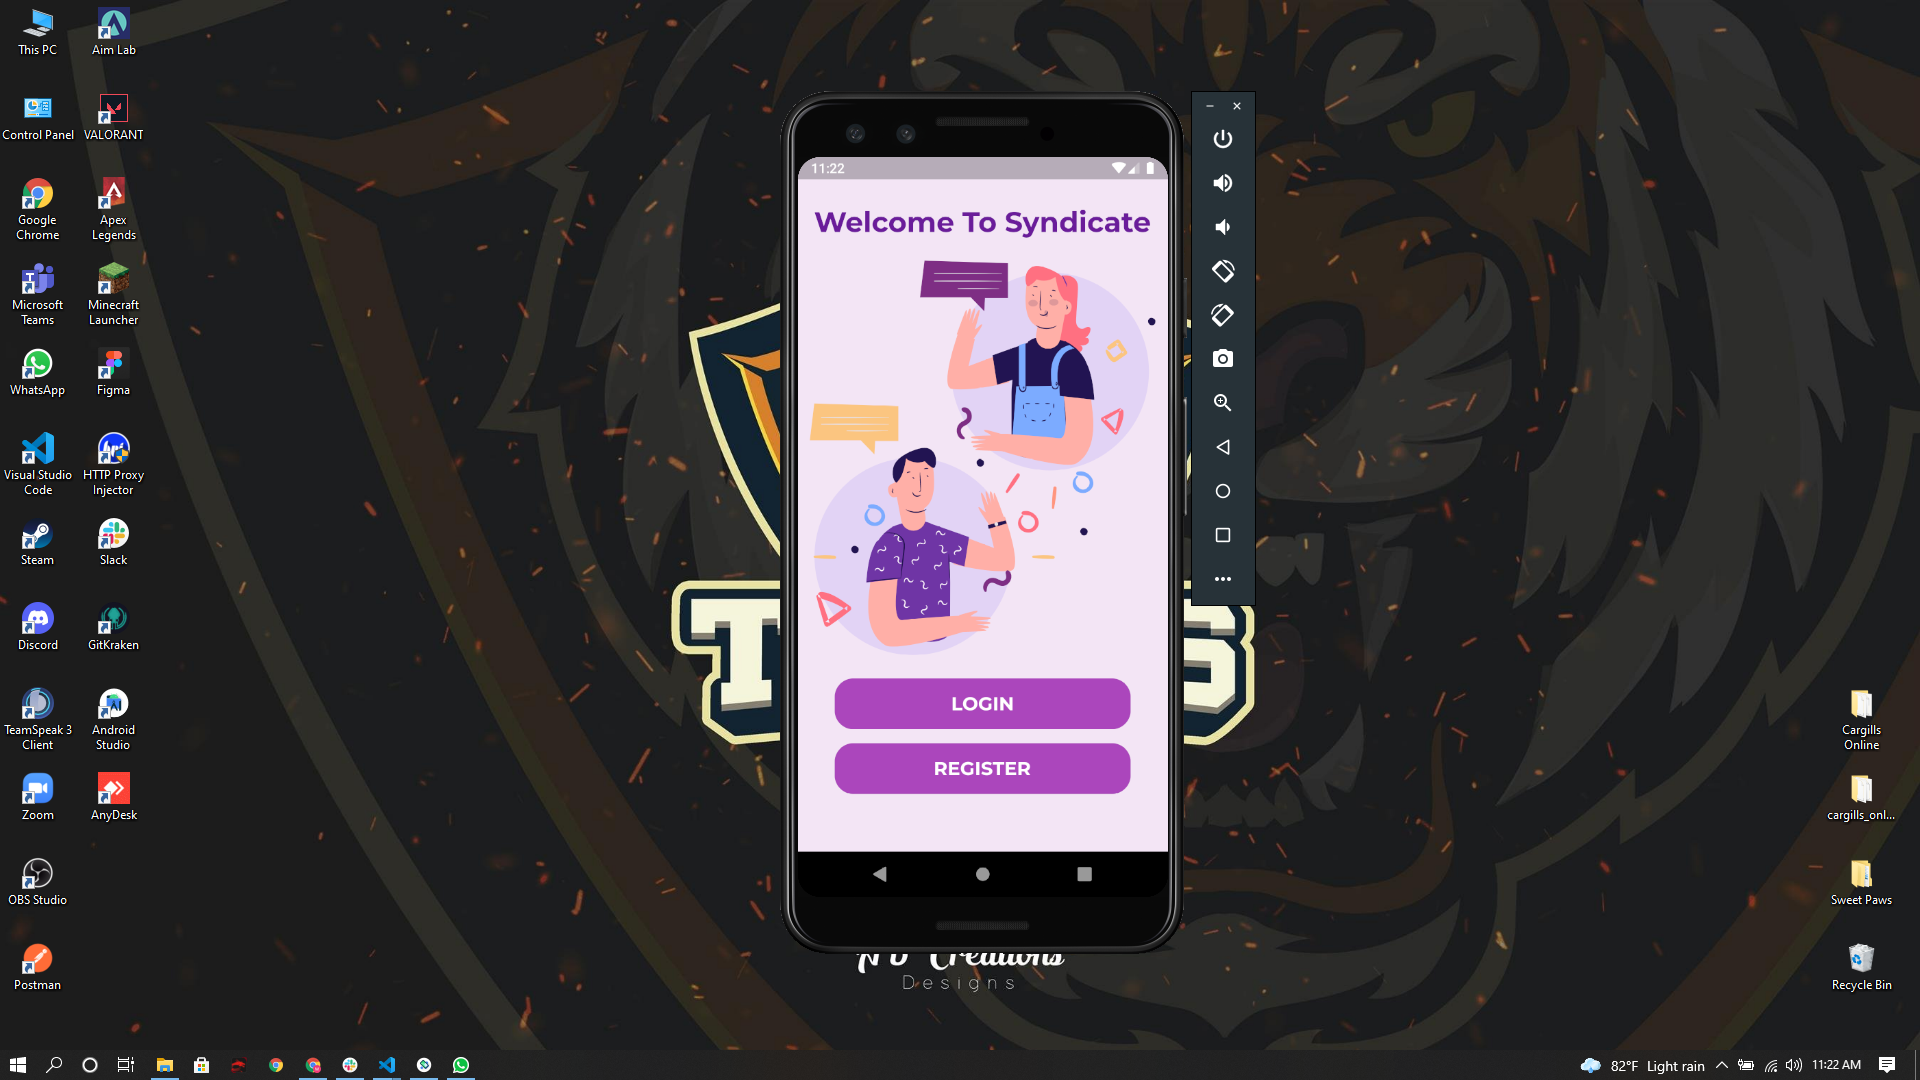 This PC
Aim Lab
Control Panel
VALORANT
Google
Chrome
Apex
Legends
Microsoft
Teams
Minecraft
Launcher
WhatsApp
Figma
Visual Studio
Code
HTTP Proxy
Injector
Steam
Slack
Discord
GitKraken
TeamSpeak 3
Client
Android
Studio
Zoom
AnyDesk
OBS Studio
Postman
11:22
Welcome To Syndicate
LOGIN
REGISTER
Creations
Designs
Cargills
Online
cargills_onl...
Sweet Paws
Recycle Bin
82°F Light rain
11:22 AM